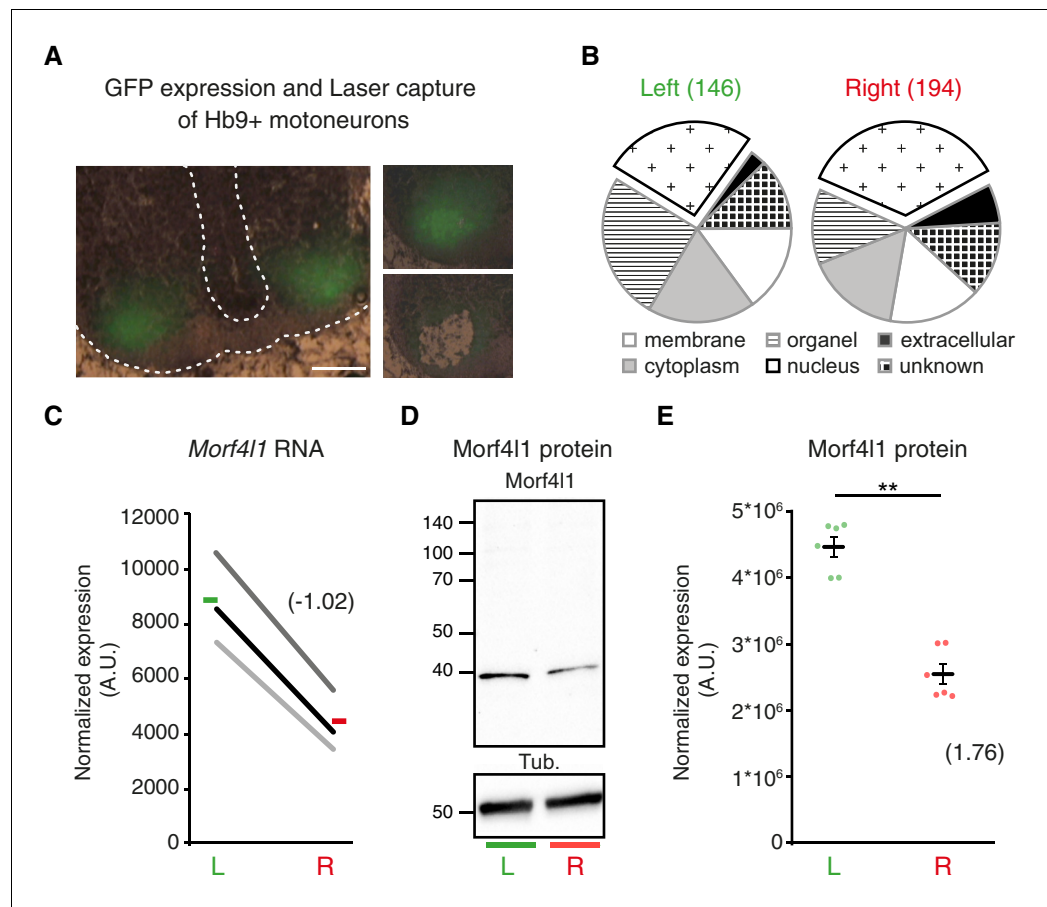 A
GFP expression and Laser capture
of Hb9+ motoneurons
B
Left (146)
Right (194)
membrane
organel
extracellular
cytoplasm
nucleus
unknown
C
Morf4l1 RNA
Normalized expression
(A.U.)
12000
10000
8000
6000
4000
2000
0
(-1.02)
L
R
D
Morf4l1 protein
Morf4l1
140
100
70
50
40
Tub.
50
L
R
E
Morf4l1 protein
**
Normalized expression
(A.U.)
5*10⁶
4*10⁶
3*10⁶
2*10⁶
1*10⁶
0
(1.76)
L
R